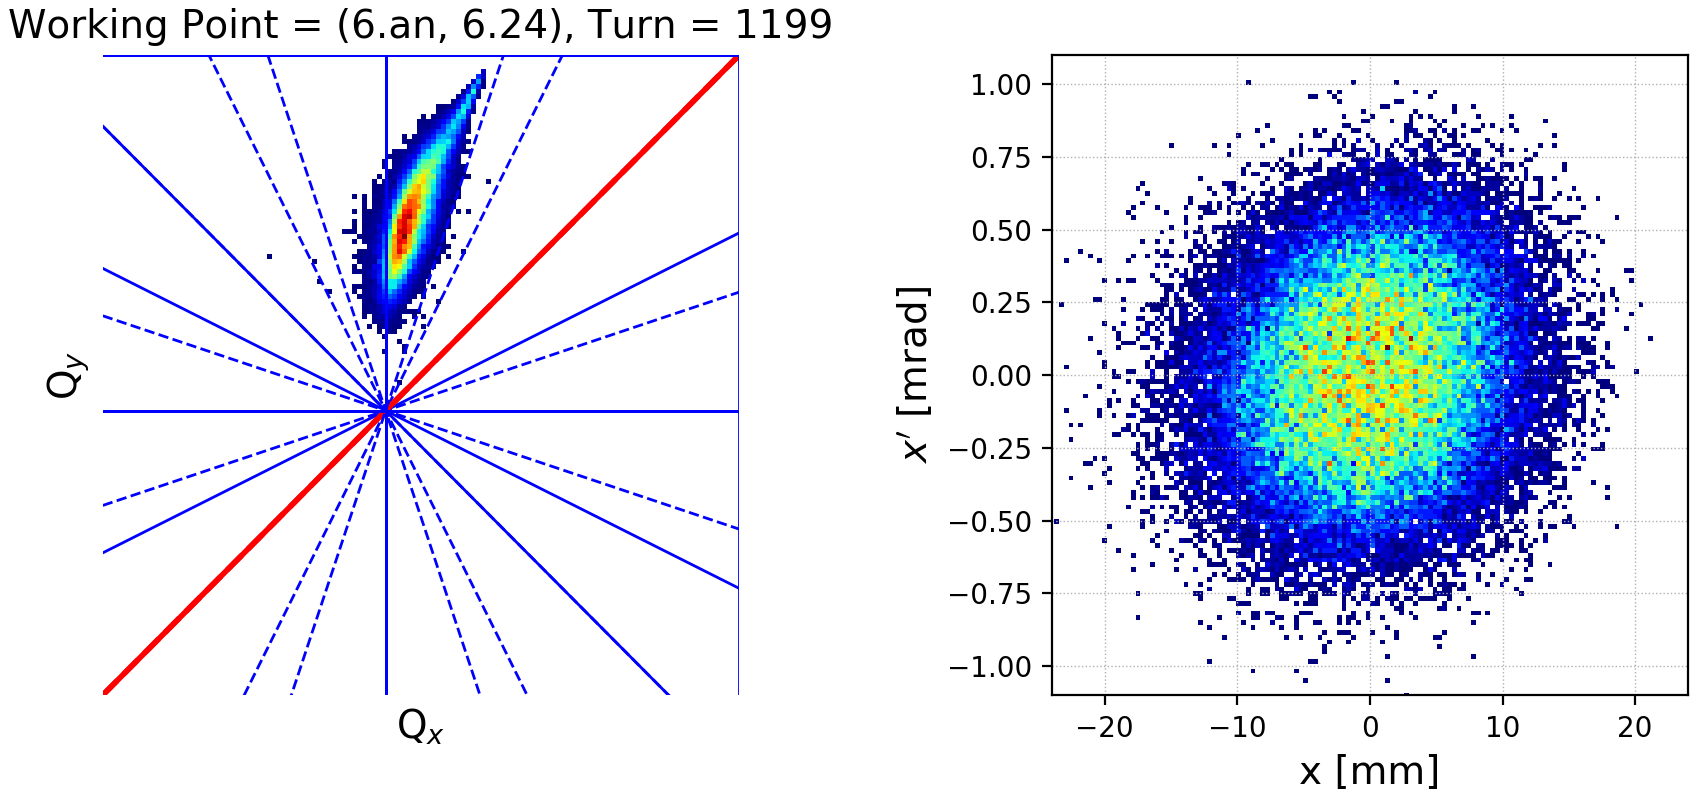 Working Point = (6.an, 6.24), Turn = 1199
Qy
Qx
1.00
0.75
0.50
0.25
0.00
−0.25
−0.50
−0.75
−1.00
x′ [mrad]
−20
−10
0
10
20
x [mm]